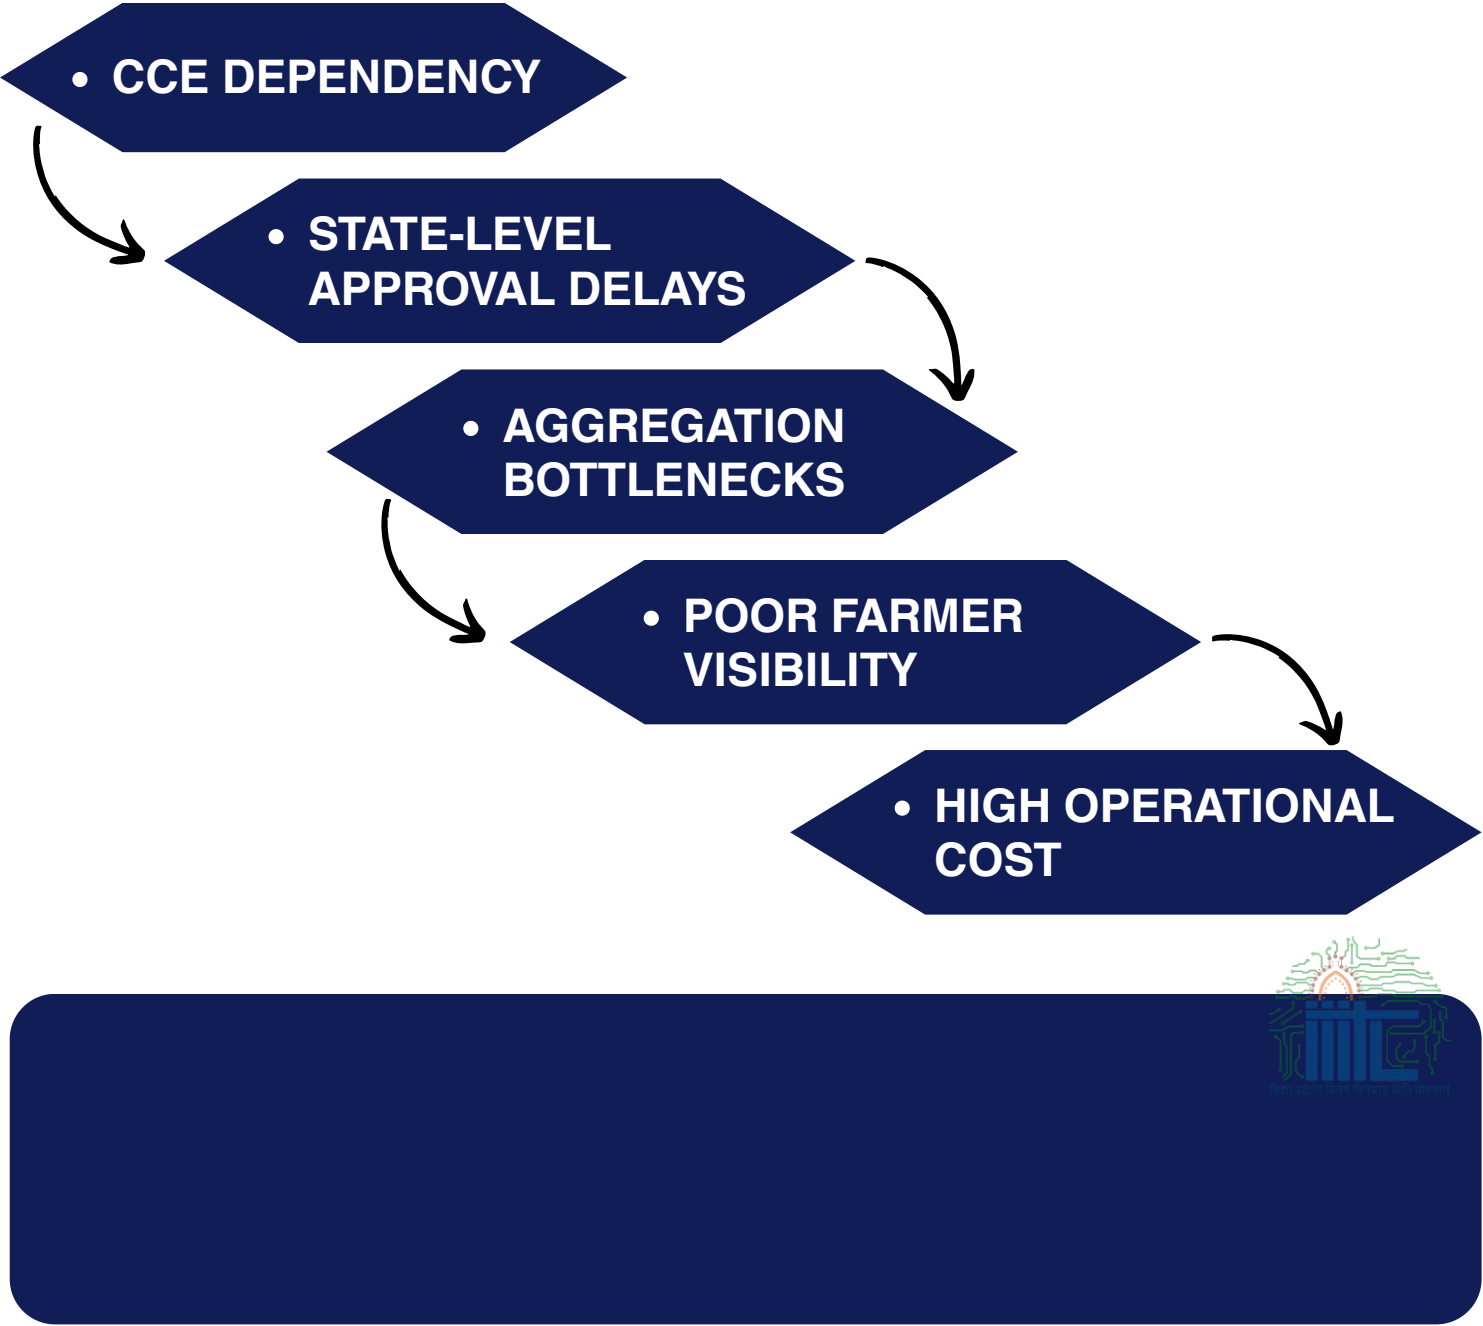 • CCE DEPENDENCY
• STATE-LEVEL
APPROVAL DELAYS
• AGGREGATION
BOTTLENECKS
• POOR FARMER
VISIBILITY
• HIGH OPERATIONAL
COST